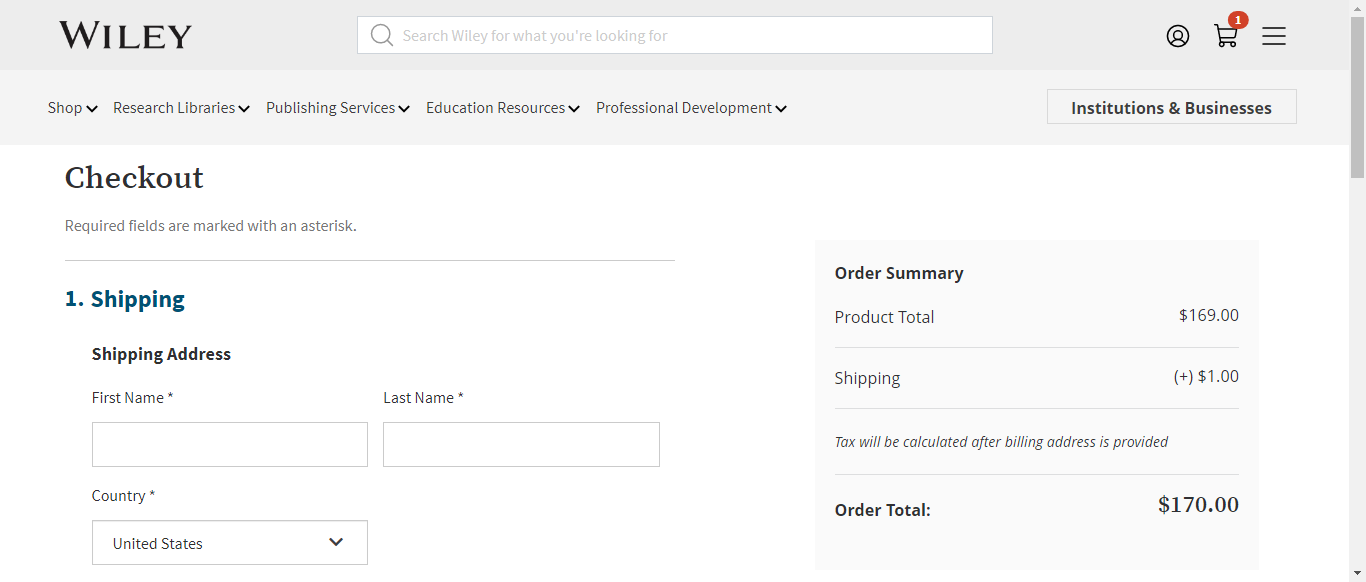 WILEY
Search Wiley for what you're looking for
1
Shop
Research Libraries
Publishing Services
Education Resources
Professional Development
Institutions & Businesses
Checkout
Required fields are marked with an asterisk.
1. Shipping
Shipping Address
First Name *
Last Name *
Country *
United States
Order Summary
Product Total
$169.00
Shipping
(+) $1.00
Tax will be calculated after billing address is provided
Order Total:
$170.00